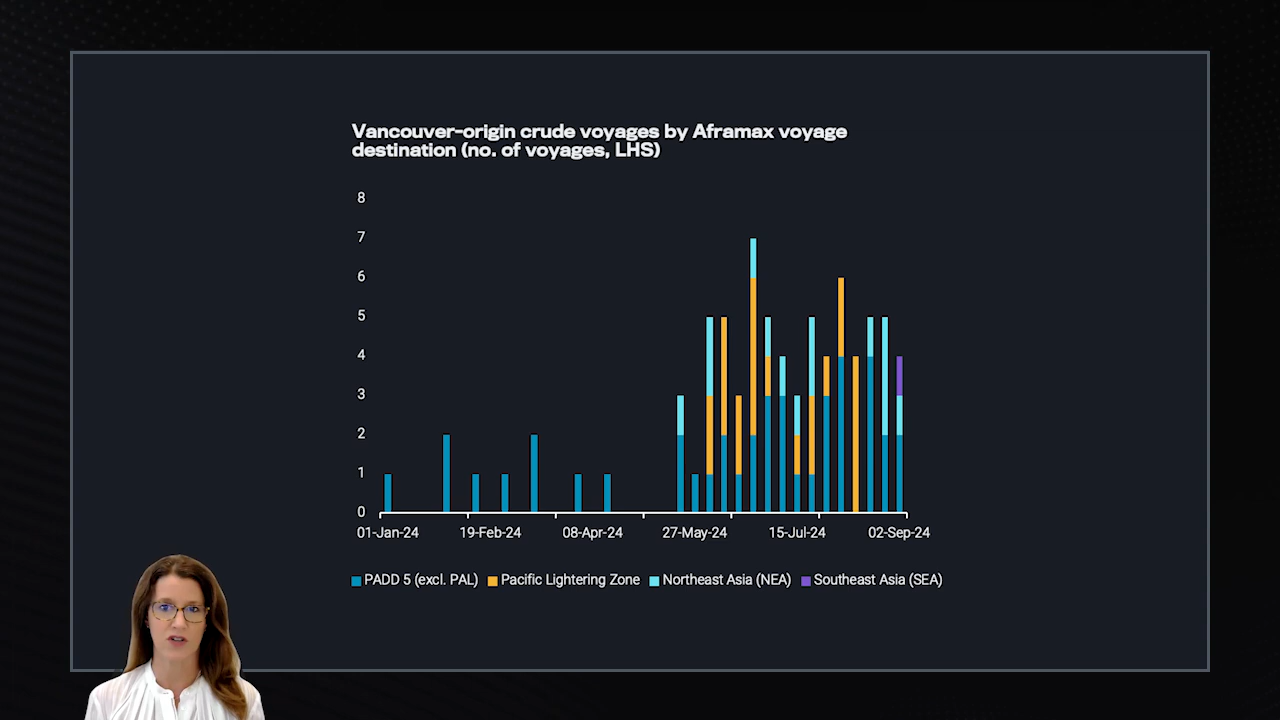 Vancouver-origin crude voyages by Aframax voyage
destination (no. of voyages, LHS)
8
7
6
5
4
3
2
1
0
01-Jan-24 19-Feb-24 08-Apr-24 27-May-24 15-Jul-24 02-Sep-24
PADD 5 (excl. PAL) Pacific Lightering Zone Northeast Asia (NEA) Southeast Asia (SEA)